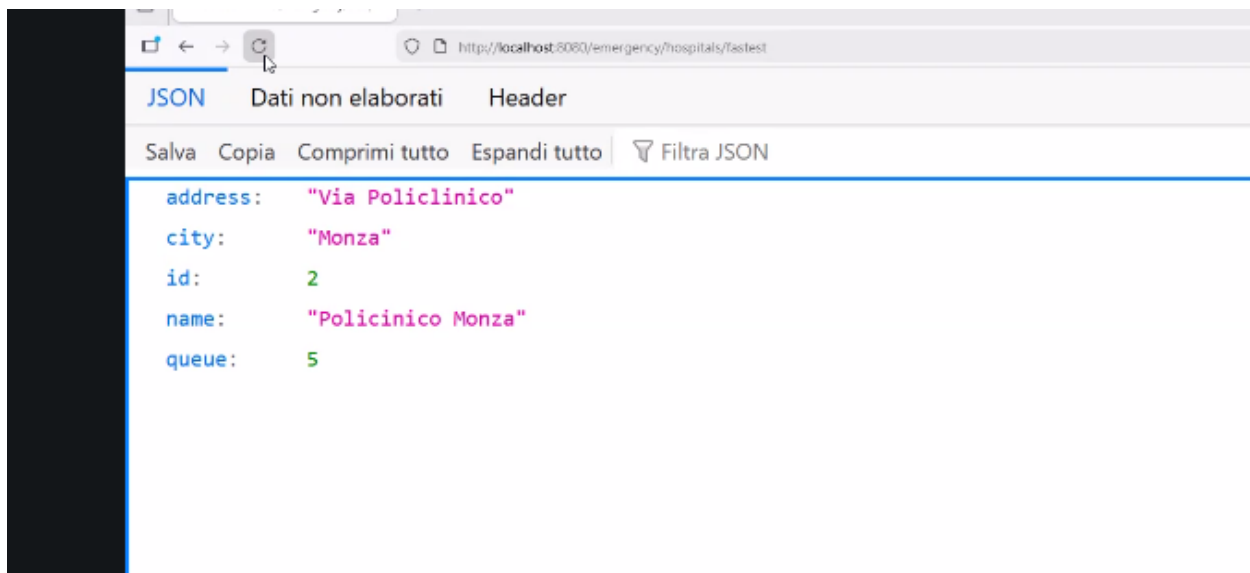 http://localhost:8080/emergency/hospitals/fastest
JSON Dati non elaborati Header
Salva Copia Comprimi tutto Espandi tutto Filtra JSON
address: "Via Policlinico"
city: "Monza"
id: 2
name: "Policinico Monza"
queue: 5